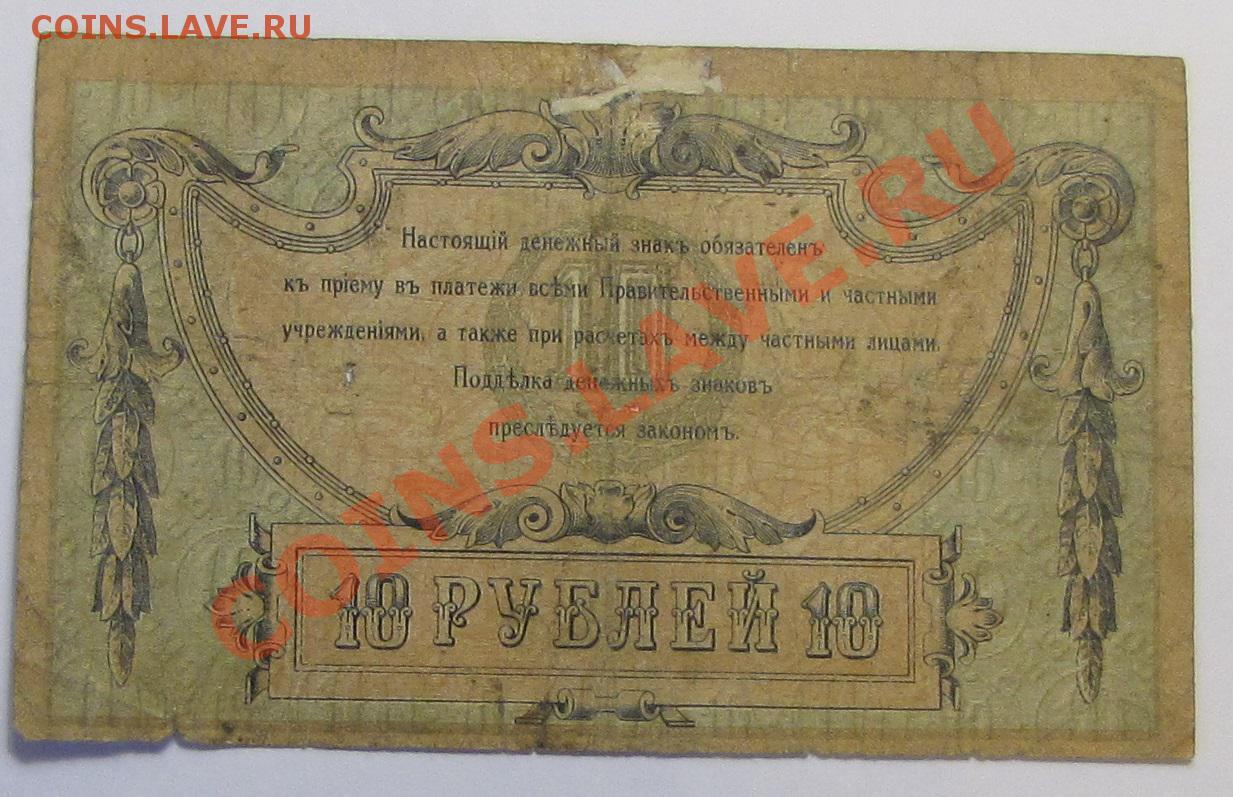 COINS.LAVE.RU
Настоящій денежный знакъ обязателенъ
къ пріему въ платежи всѣми Правительственными и частными
учрежденіями, а также при расчетахъ между частными лицами.
Поддѣлка денежныхъ знаковъ
преслѣдуется закономъ.
10
10 РУБЛЕЙ 10
COINS.LAVE.RU